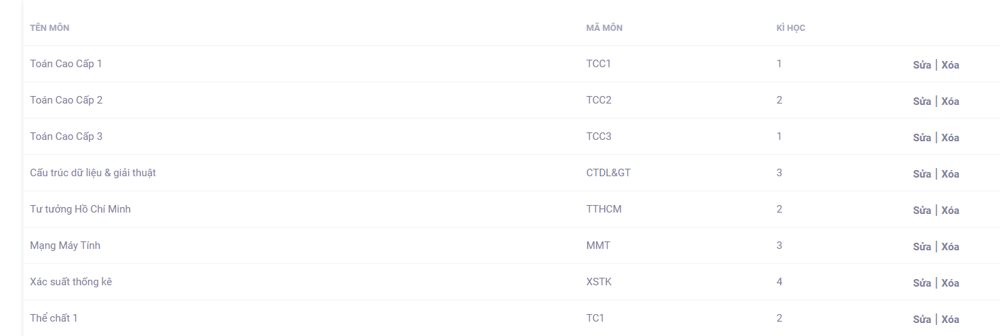 TÊN MÔN MÃ MÔN KÌ HỌC
Toán Cao Cấp 1 TCC1 1 Sửa | Xóa
Toán Cao Cấp 2 TCC2 2 Sửa | Xóa
Toán Cao Cấp 3 TCC3 1 Sửa | Xóa
Cấu trúc dữ liệu & giải thuật CTDL&GT 3 Sửa | Xóa
Tư tưởng Hồ Chí Minh TTHCM 2 Sửa | Xóa
Mạng Máy Tính MMT 3 Sửa | Xóa
Xác suất thống kê XSTK 4 Sửa | Xóa
Thể chất 1 TC1 2 Sửa | Xóa